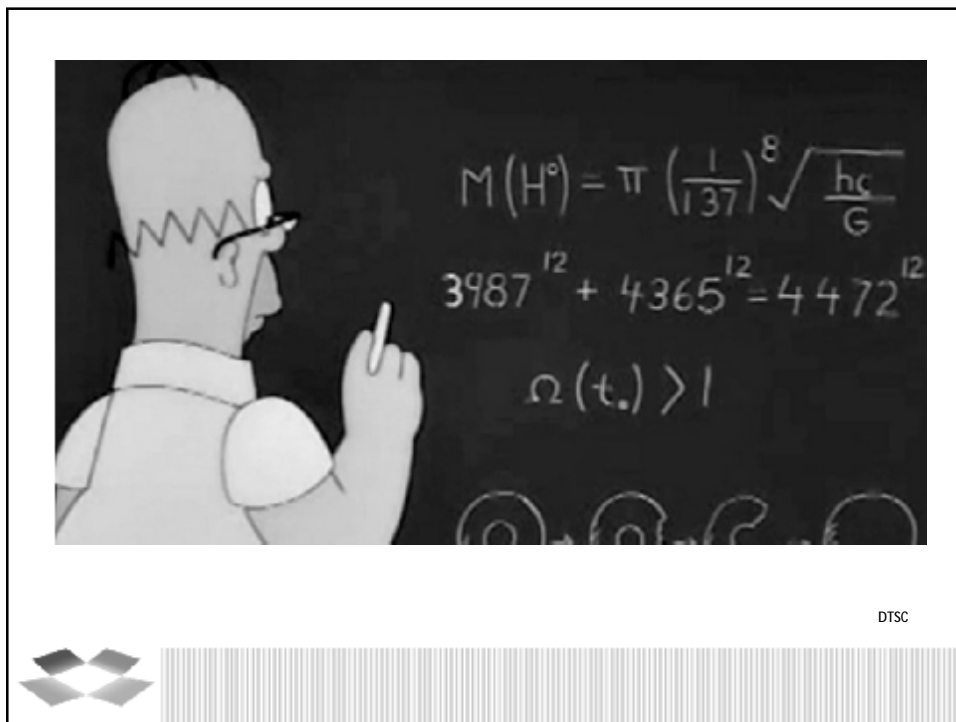 M(H°) = π (1/137)^8 √(hc/G)
3987^12 + 4365^12 = 4472^12
Ω(t₀) > 1
DTSC